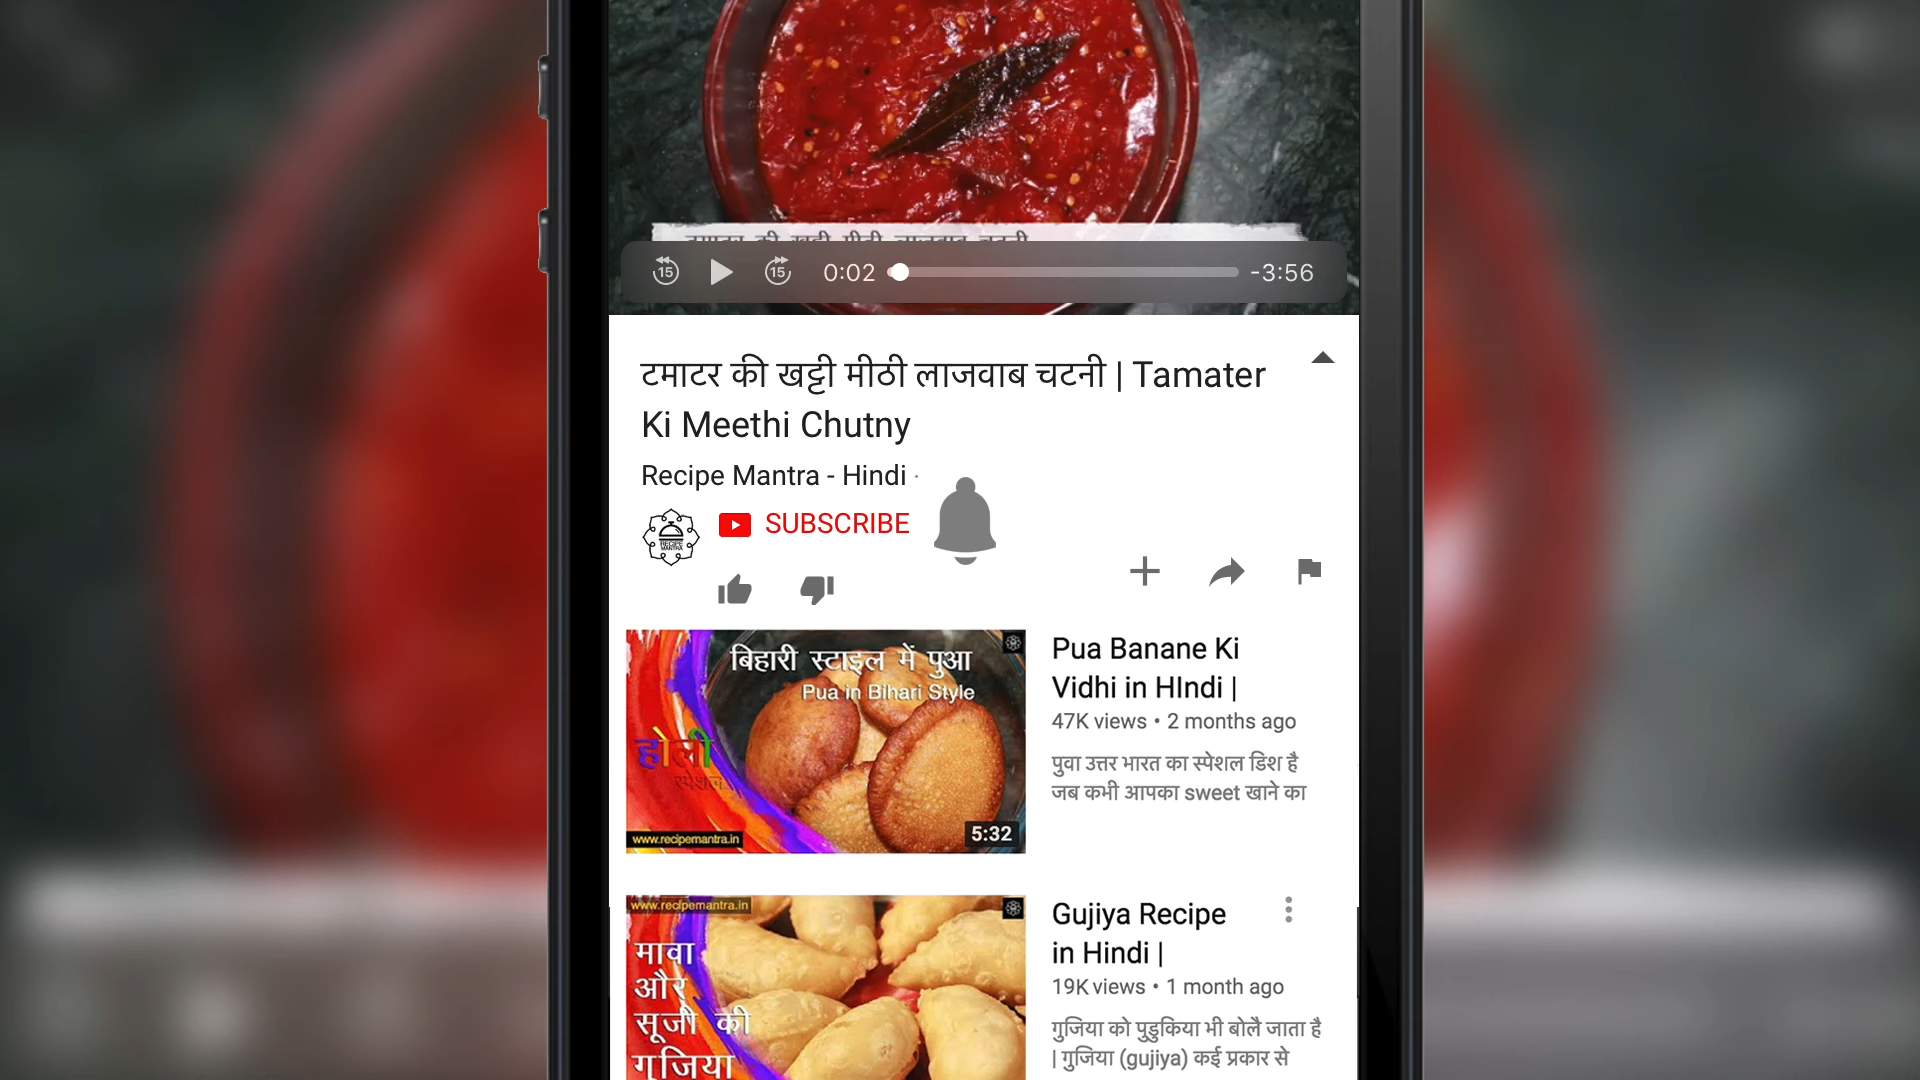 15
15
0:02
-3:56
टमाटर की खट्टी मीठी लाजवाब चटनी | Tamater
Ki Meethi Chutny
Recipe Mantra - Hindi ·
RECIPE
MANTRA
SUBSCRIBE
बिहारी स्टाइल में पुआ
Pua in Bihari Style
होली
स्पेशल
www.recipemantra.in
5:32
Pua Banane Ki
Vidhi in HIndi |
47K views • 2 months ago
पुवा उत्तर भारत का स्पेशल डिश है
जब कभी आपका sweet खाने का
www.recipemantra.in
मावा
और
सूजी की
गुजिया
Gujiya Recipe
in Hindi |
19K views • 1 month ago
गुजिया को पुडुकिया भी बोलै जाता है
| गुजिया (gujiya) कई प्रकार से